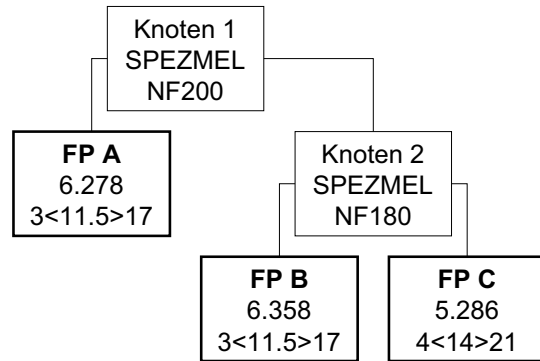 Knoten 1
SPEZMEL
NF200
FP A
6.278
3<11.5>17
Knoten 2
SPEZMEL
NF180
FP B
6.358
3<11.5>17
FP C
5.286
4<14>21